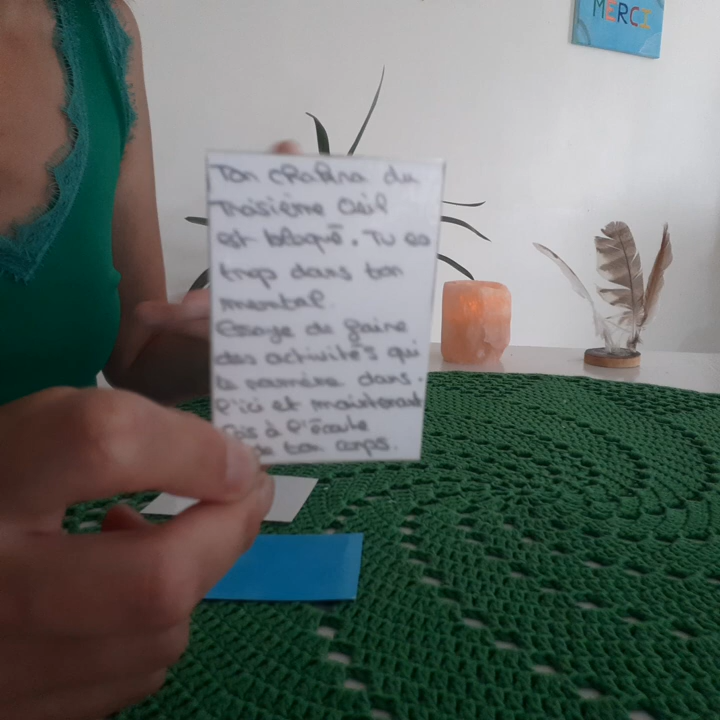 MERCI
Ton chakra du
Troisième Oeil
est bloqué. Tu es
trop dans ton
mental.
Essaye de faire
des activités qui
te ramène dans.
l'ici et maintenant
Sois à l'écoute
de ton corps.